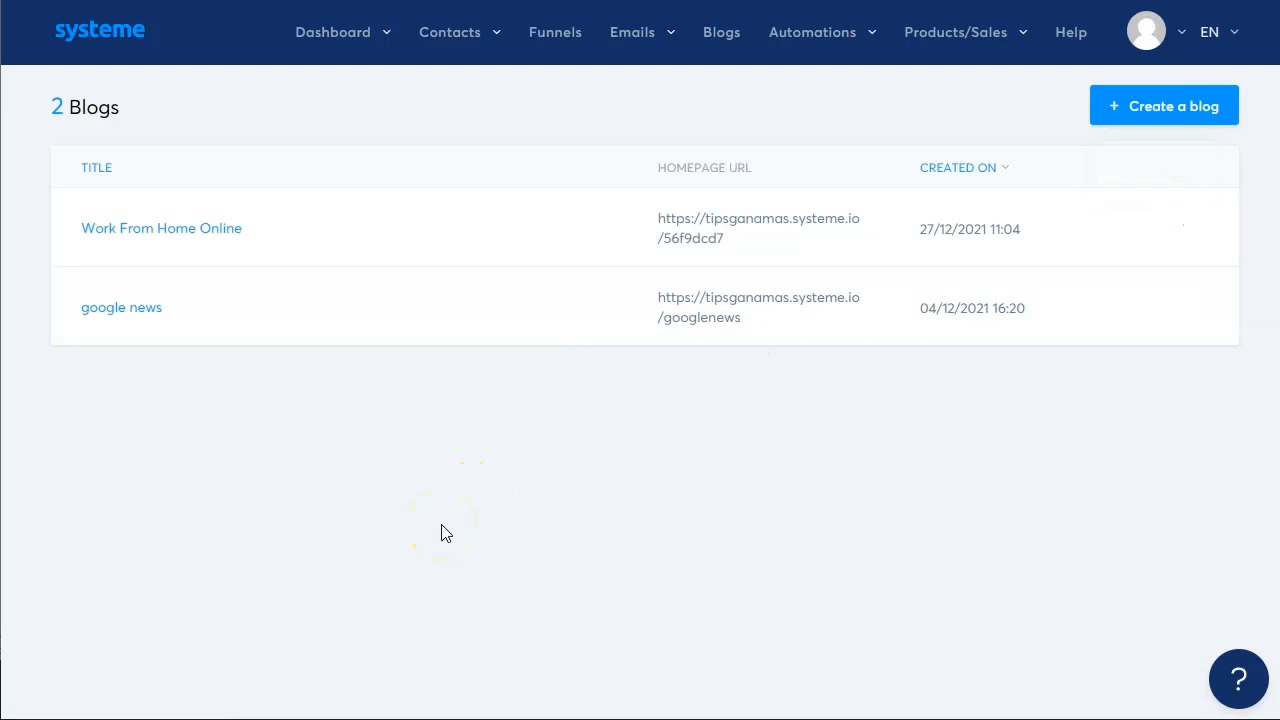 systeme
Dashboard Contacts Funnels Emails Blogs Automations Products/Sales Help EN
2 Blogs
+ Create a blog
TITLE HOMEPAGE URL CREATED ON
Work From Home Online https://tipsganamas.systeme.io 27/12/2021 11:04
/56f9dcd7
google news https://tipsganamas.systeme.io 04/12/2021 16:20
/googlenews
?